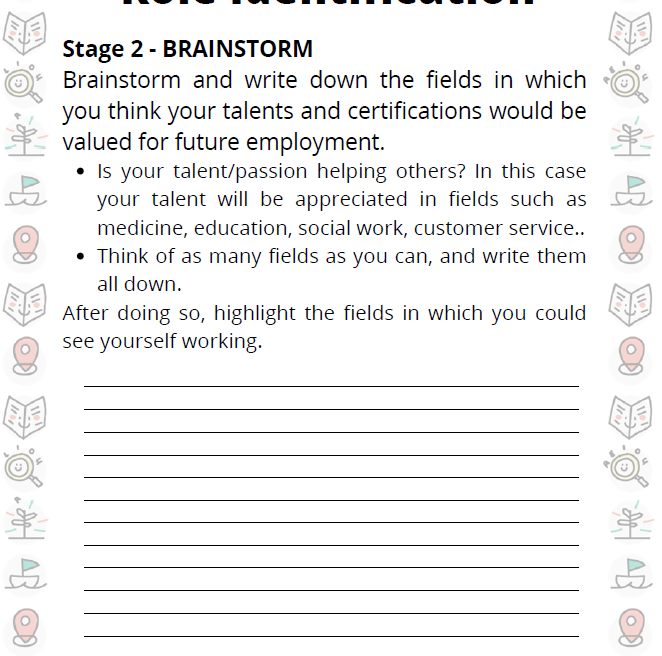 Role Identification
Stage 2 - BRAINSTORM
Brainstorm and write down the fields in which
you think your talents and certifications would be
valued for future employment.
• Is your talent/passion helping others? In this case
your talent will be appreciated in fields such as
medicine, education, social work, customer service..
• Think of as many fields as you can, and write them
all down.
After doing so, highlight the fields in which you could
see yourself working.